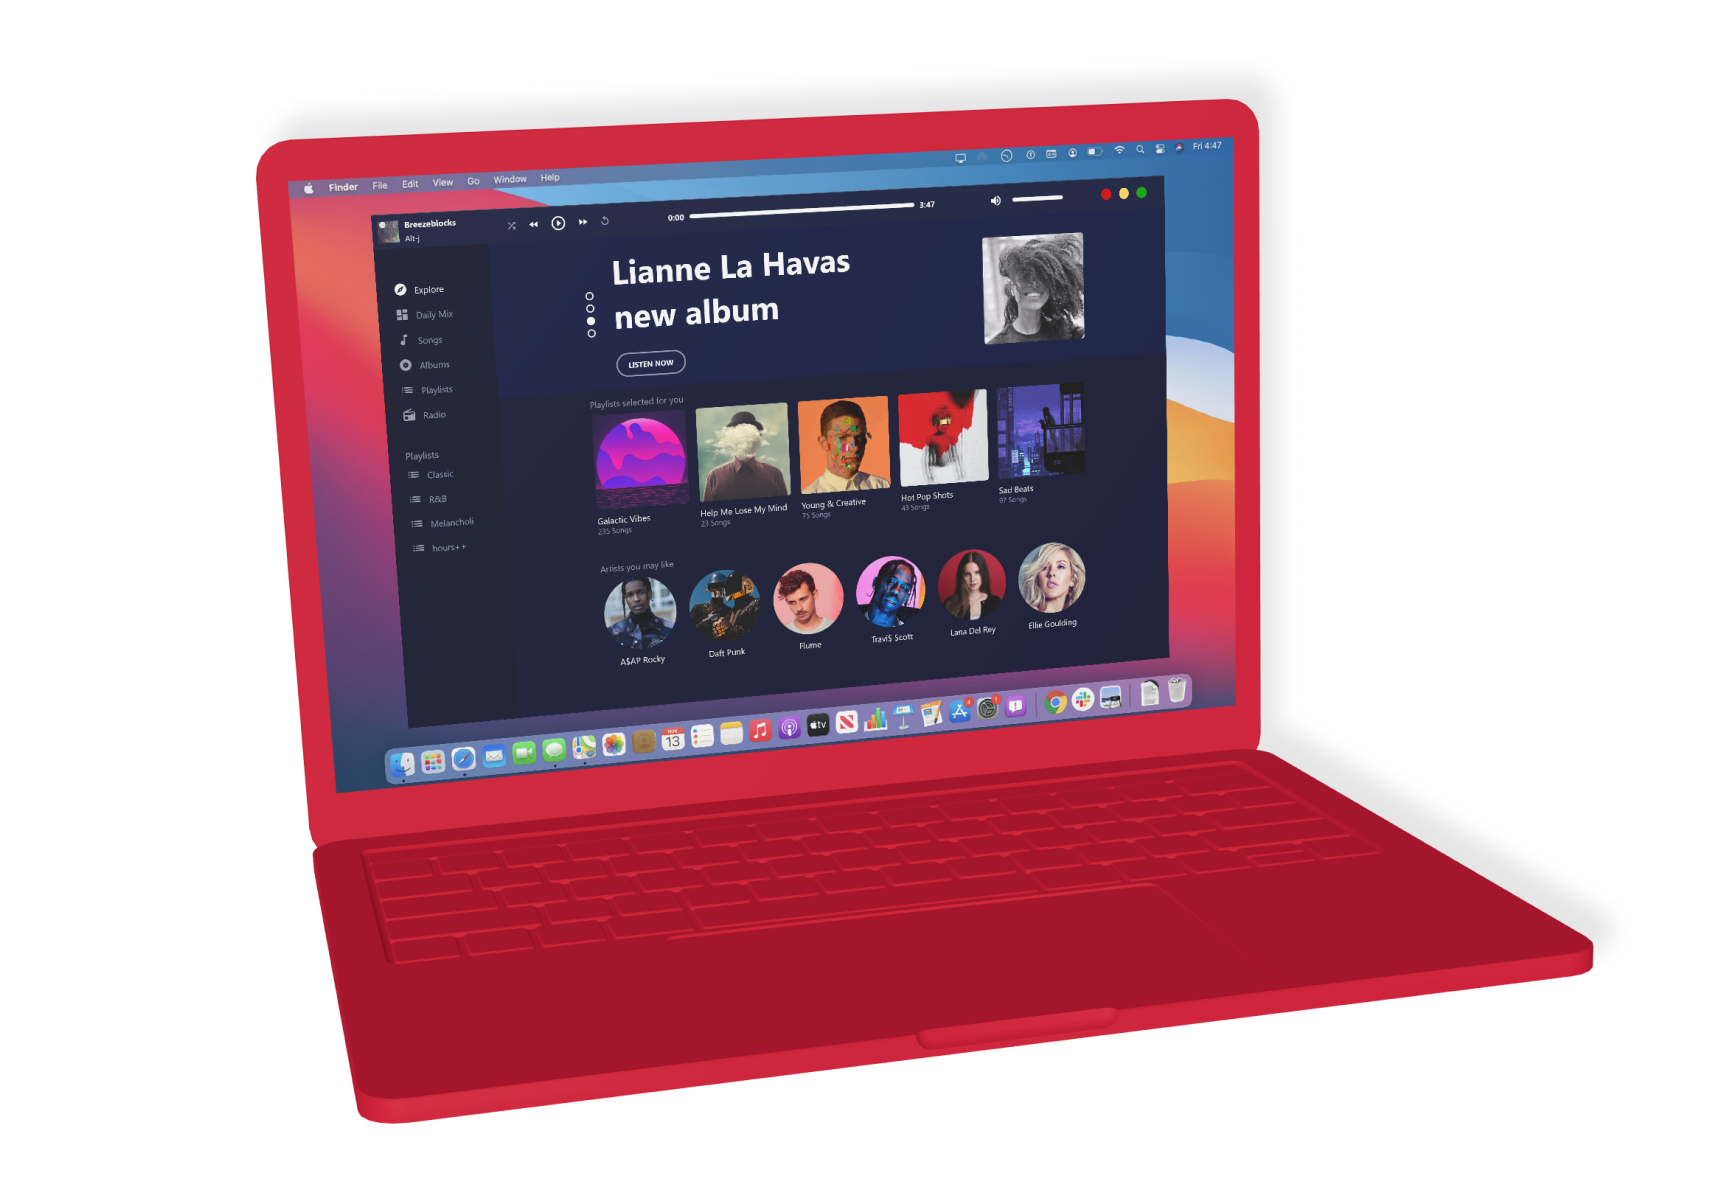 Finder File Edit View Go Window Help
Fri 4:47
Breezeblocks
Alt-j
0:00
3:47
Explore
Daily Mix
Songs
Albums
Playlists
Radio
Playlists
Classic
R&B
Melancholi
hours++
Lianne La Havas
new album
LISTEN NOW
Playlists selected for you
Galactic Vibes
235 Songs
Help Me Lose My Mind
23 Songs
Young & Creative
75 Songs
Hot Pop Shots
43 Songs
Sad Beats
97 Songs
Artists you may like
A$AP Rocky
Daft Punk
Flume
Travi$ Scott
Lana Del Rey
Ellie Goulding
NOV
13
tv